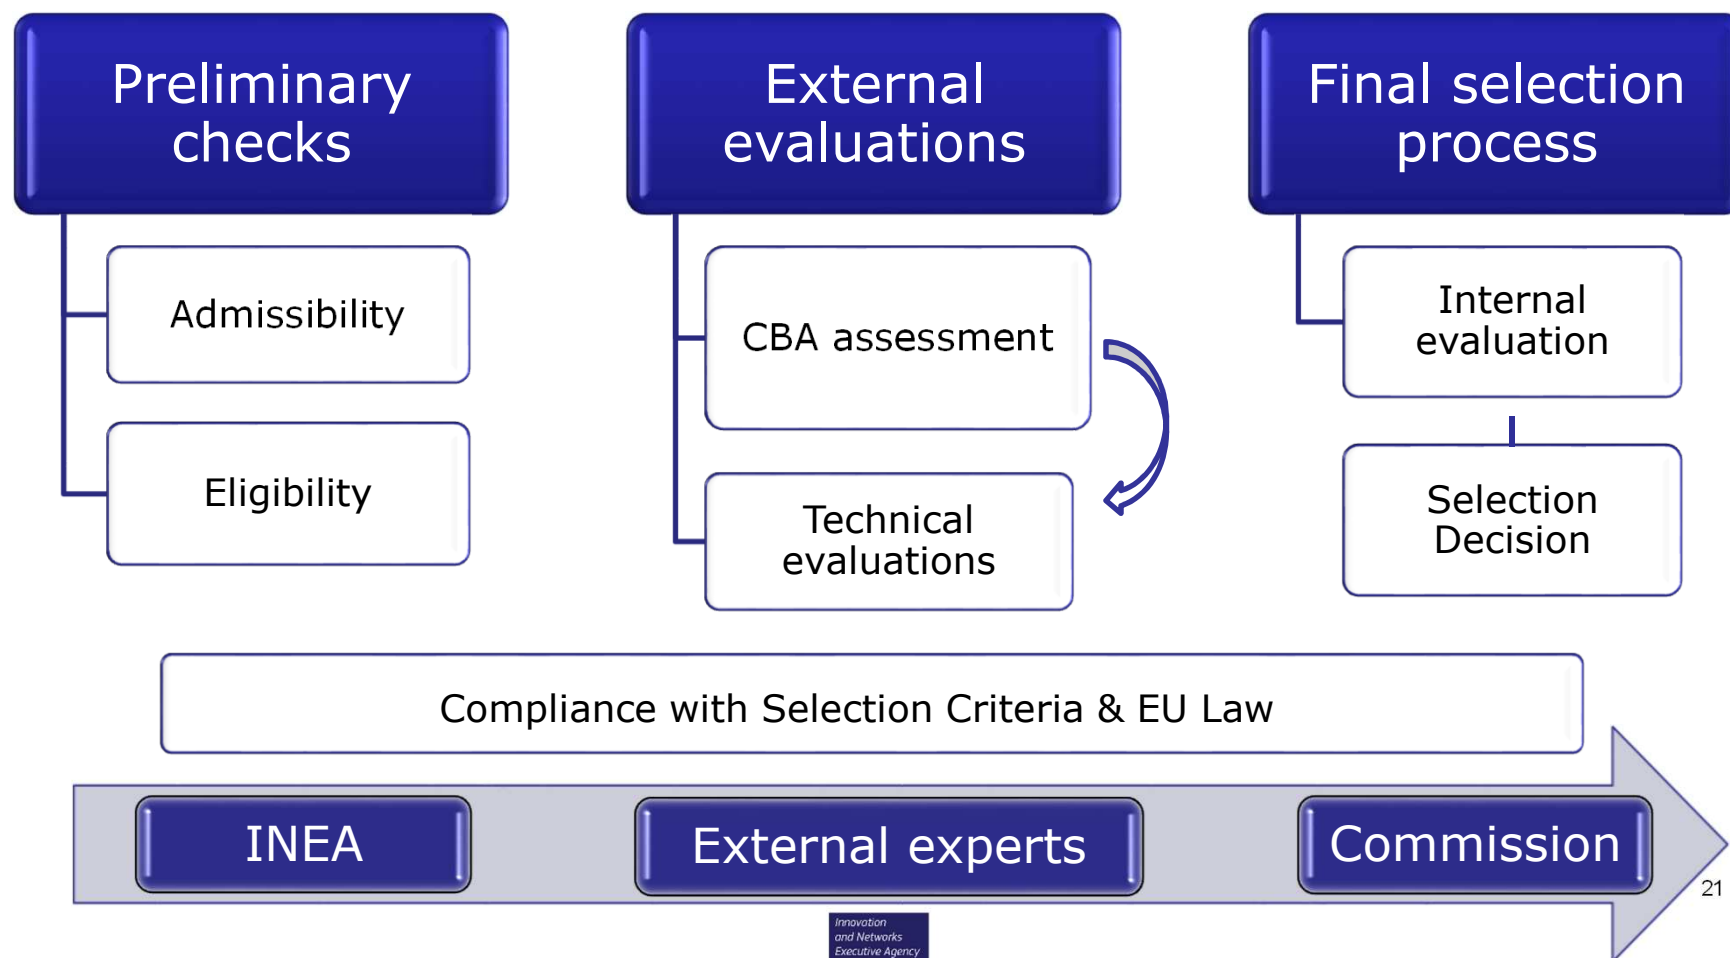 Preliminary
checks
Admissibility
Eligibility
External
evaluations
CBA assessment
Technical
evaluations
Final selection
process
Internal
evaluation
Selection
Decision
Compliance with Selection Criteria & EU Law
INEA
External experts
Commission
21
Innovation
and Networks
Executive Agency